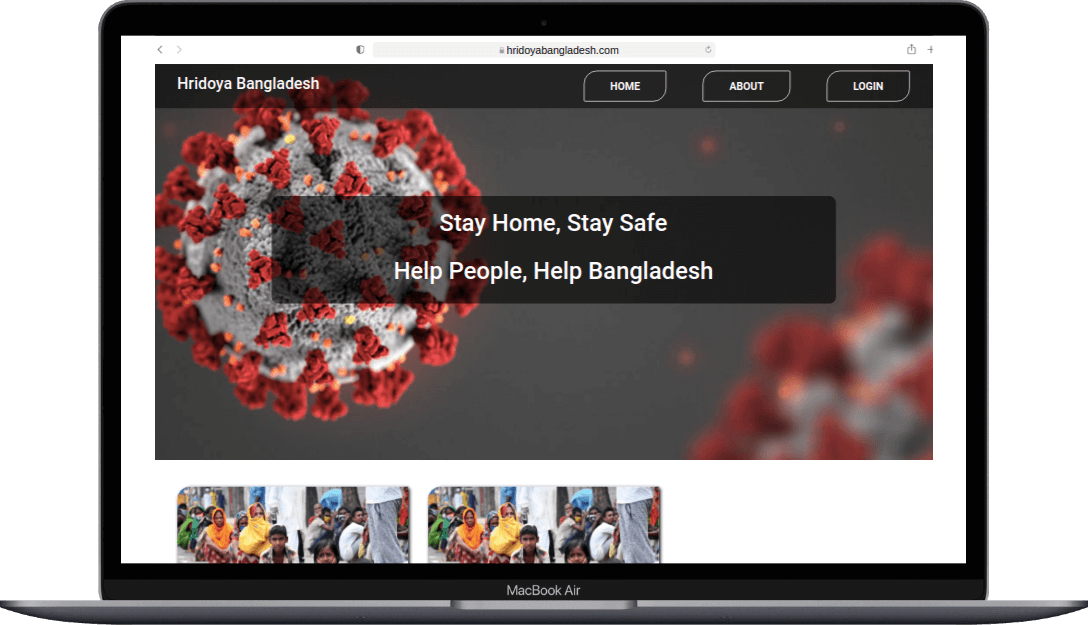 hridoyabangladesh.com
Hridoya Bangladesh
HOME
ABOUT
LOGIN
Stay Home, Stay Safe
Help People, Help Bangladesh
MacBook Air